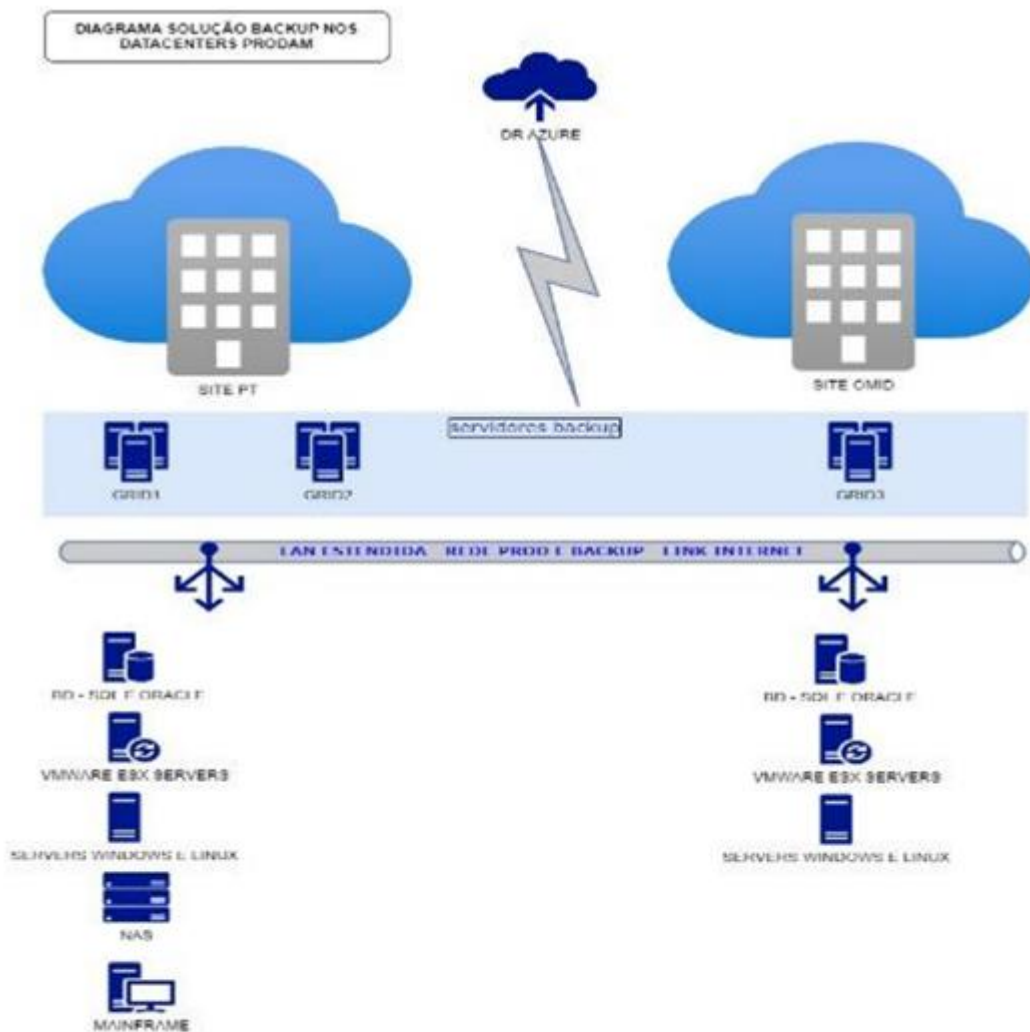 DIAGRAMA SOLUÇÃO BACKUP NOS
DATACENTERS PRODAM
DR AZURE
SITE PT
SITE CMID
servidores backup
GRID1
GRID2
GRID3
LAN ESTENDIDA REDE PROD E BACKUP LINK INTERNET
BD - SQL E ORACLE
BD - SQL E ORACLE
VMWARE ESX SERVERS
VMWARE ESX SERVERS
SERVERS WINDOWS E LINUX
SERVERS WINDOWS E LINUX
NAS
MAINFRAME